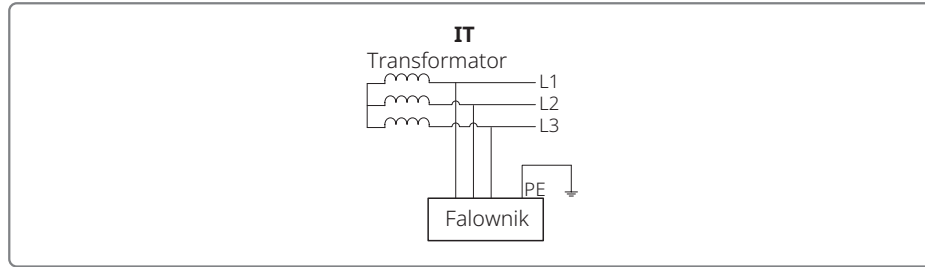 IT
Transformator
L1
L2
L3
PE
Falownik